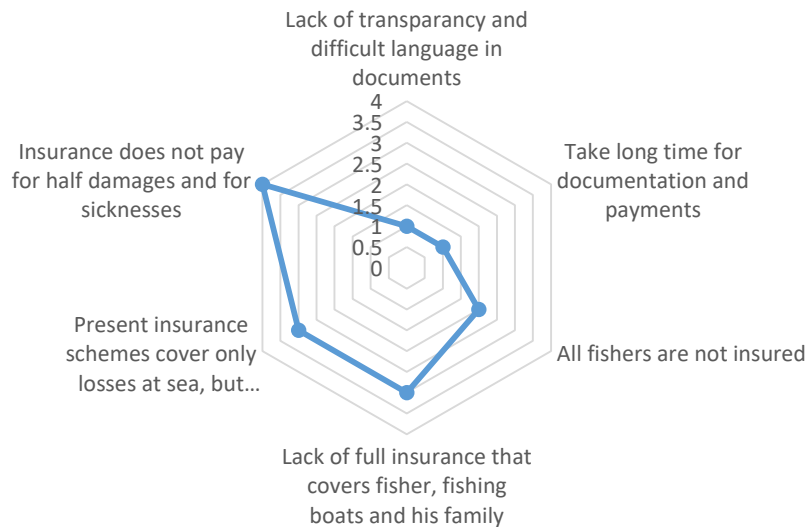 Lack of transparancy and
difficult language in
documents
4
3.5
3
2.5
2
1.5
1
0.5
0
Take long time for
documentation and
payments
All fishers are not insured
Lack of full insurance that
covers fisher, fishing
boats and his family
Present insurance
schemes cover only
losses at sea, but…
Insurance does not pay
for half damages and for
sicknesses